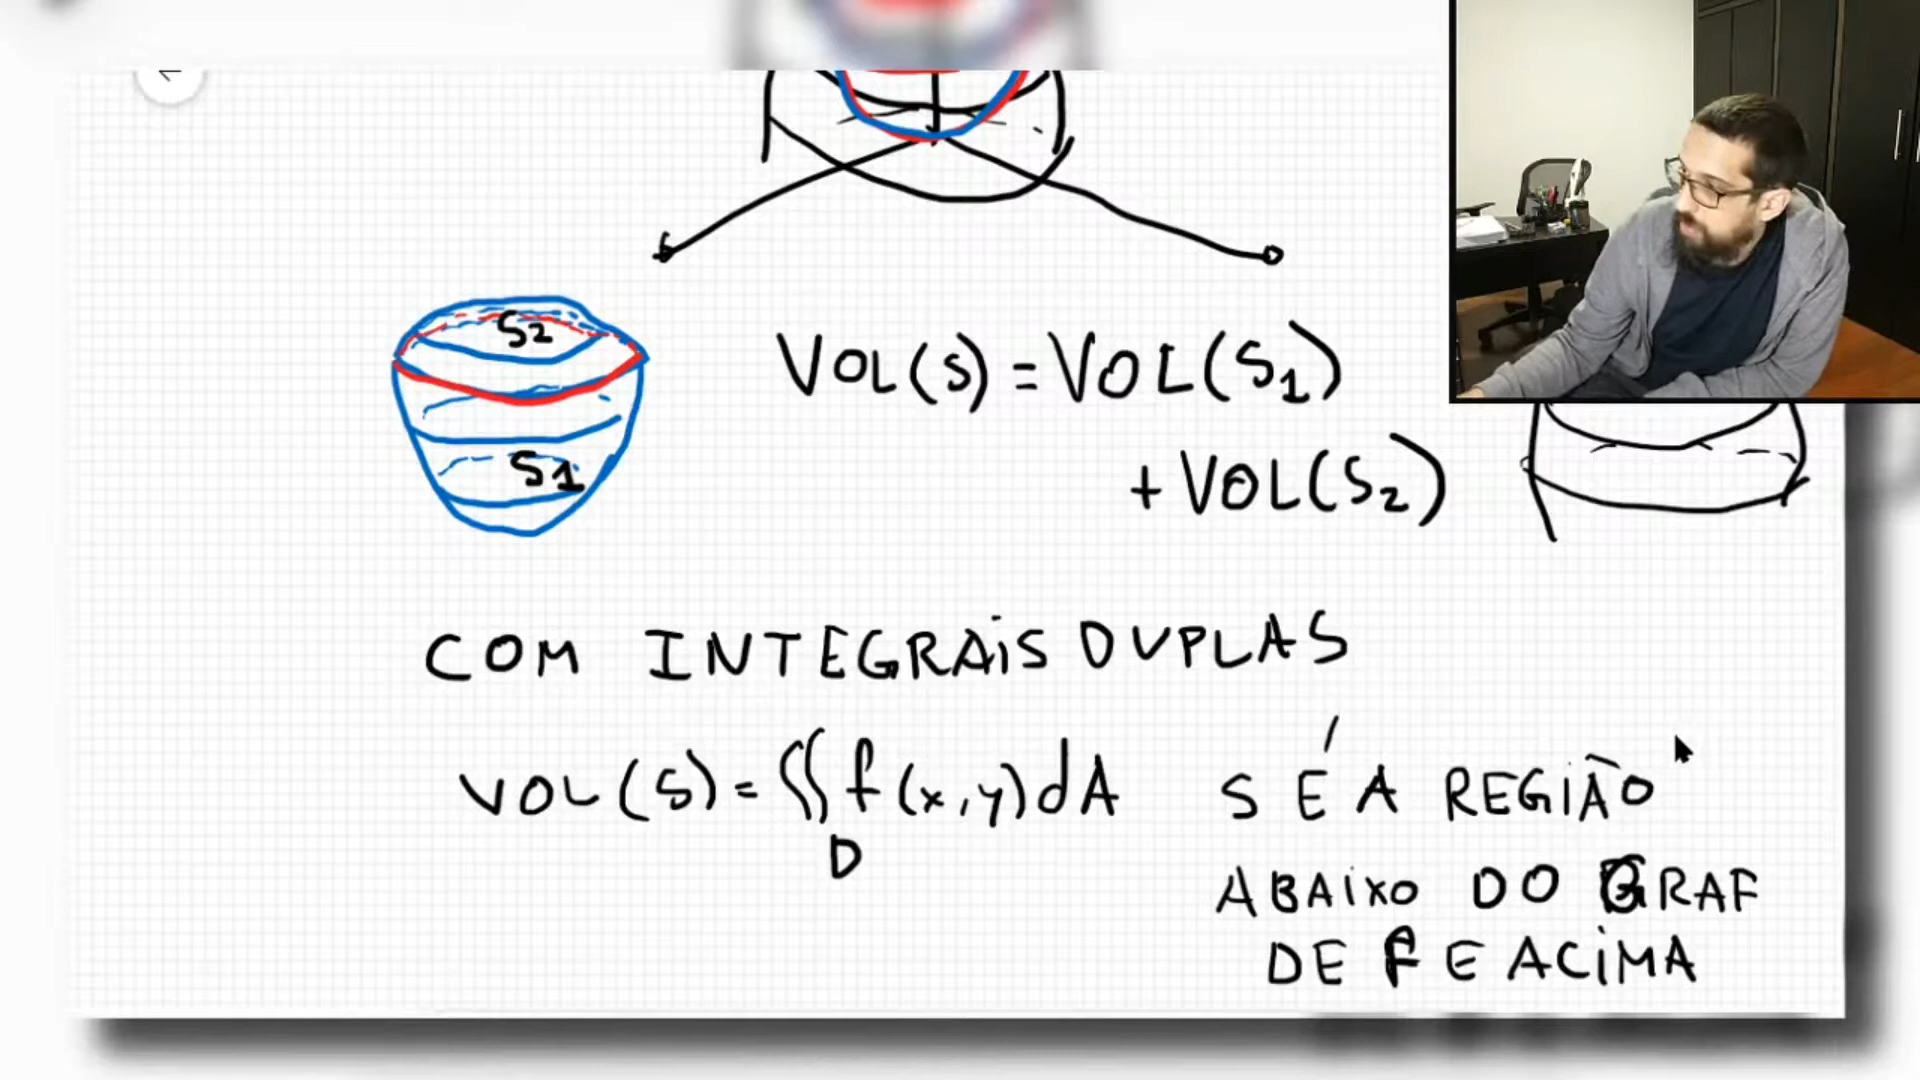 S2
S1
VOL(S) = VOL(S1)
+ VOL(S2)
COM INTEGRAIS DUPLAS
VOL(S) = ∬ f(x,y)dA
D
S É A REGIÃO
ABAIXO DO GRAF
DE F E ACIMA